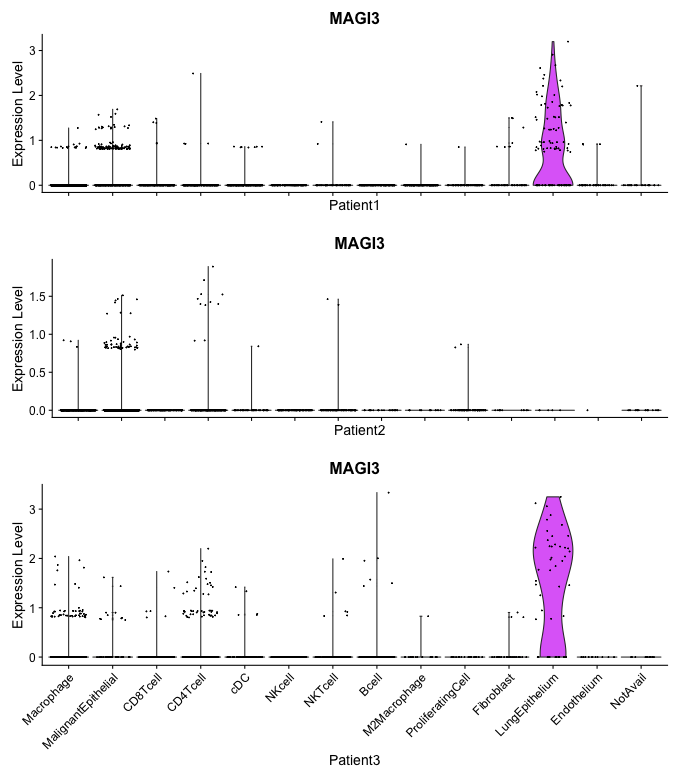 MAGI3
Expression Level
3
2
1
0
Patient1
MAGI3
Expression Level
1.5
1.0
0.5
0.0
Patient2
MAGI3
Expression Level
3
2
1
0
Macrophage
MalignantEpithelial
CD8Tcell
CD4Tcell
cDC
NKcell
NKTcell
Bcell
M2Macrophage
ProliferatingCell
Fibroblast
LungEpithelium
Endothelium
NotAvail
Patient3